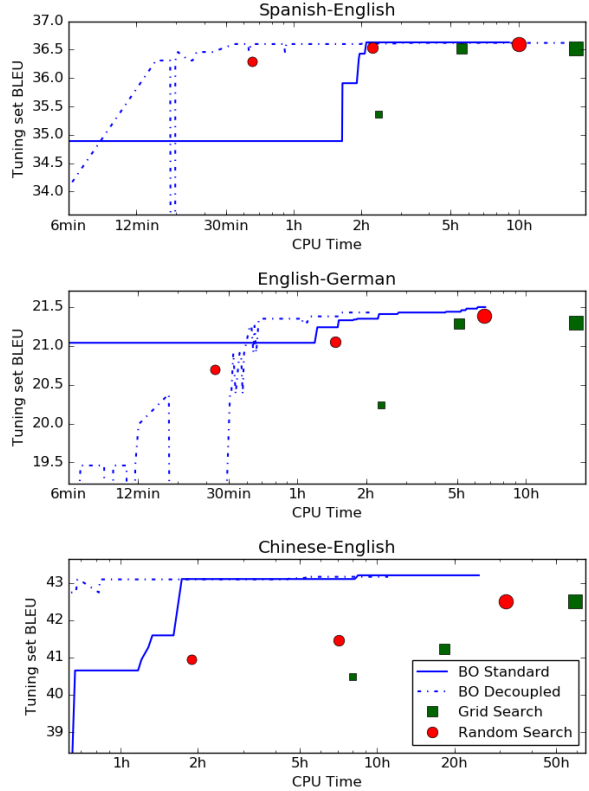 Spanish-English
37.0
36.5
36.0
35.5
35.0
34.5
34.0
Tuning set BLEU
6min 12min 30min 1h 2h 5h 10h
CPU Time
English-German
21.5
21.0
20.5
20.0
19.5
Tuning set BLEU
6min 12min 30min 1h 2h 5h 10h
CPU Time
Chinese-English
43
42
41
40
39
Tuning set BLEU
BO Standard
BO Decoupled
Grid Search
Random Search
1h 2h 5h 10h 20h 50h
CPU Time